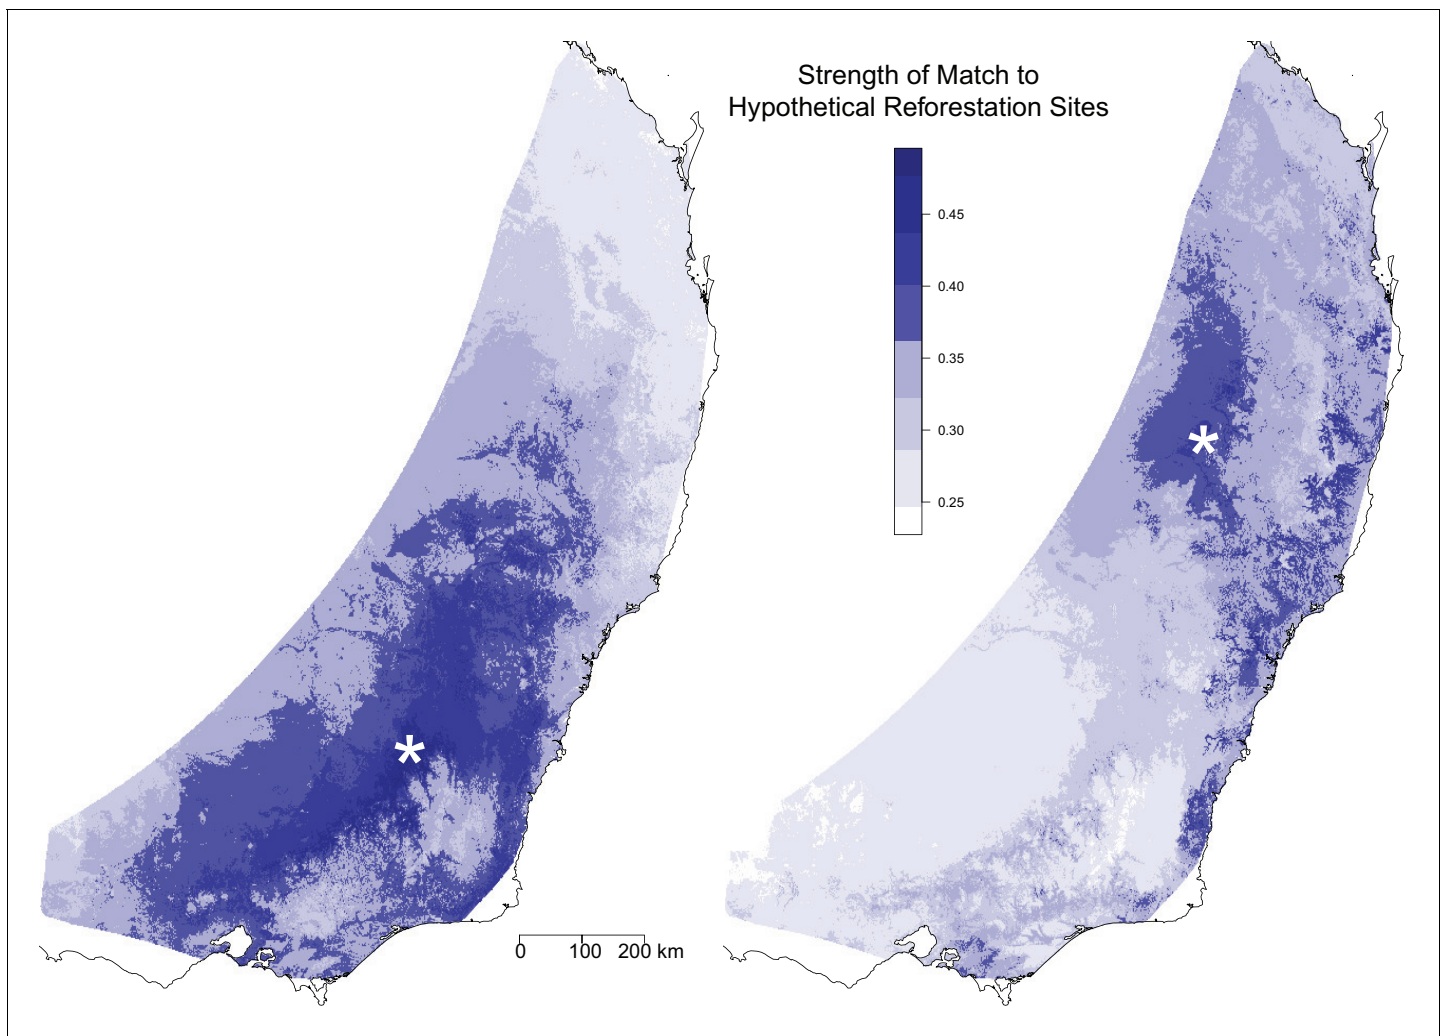 Strength of Match to
Hypothetical Reforestation Sites
0.45
0.40
0.35
0.30
0.25
*
*
0 100 200 km